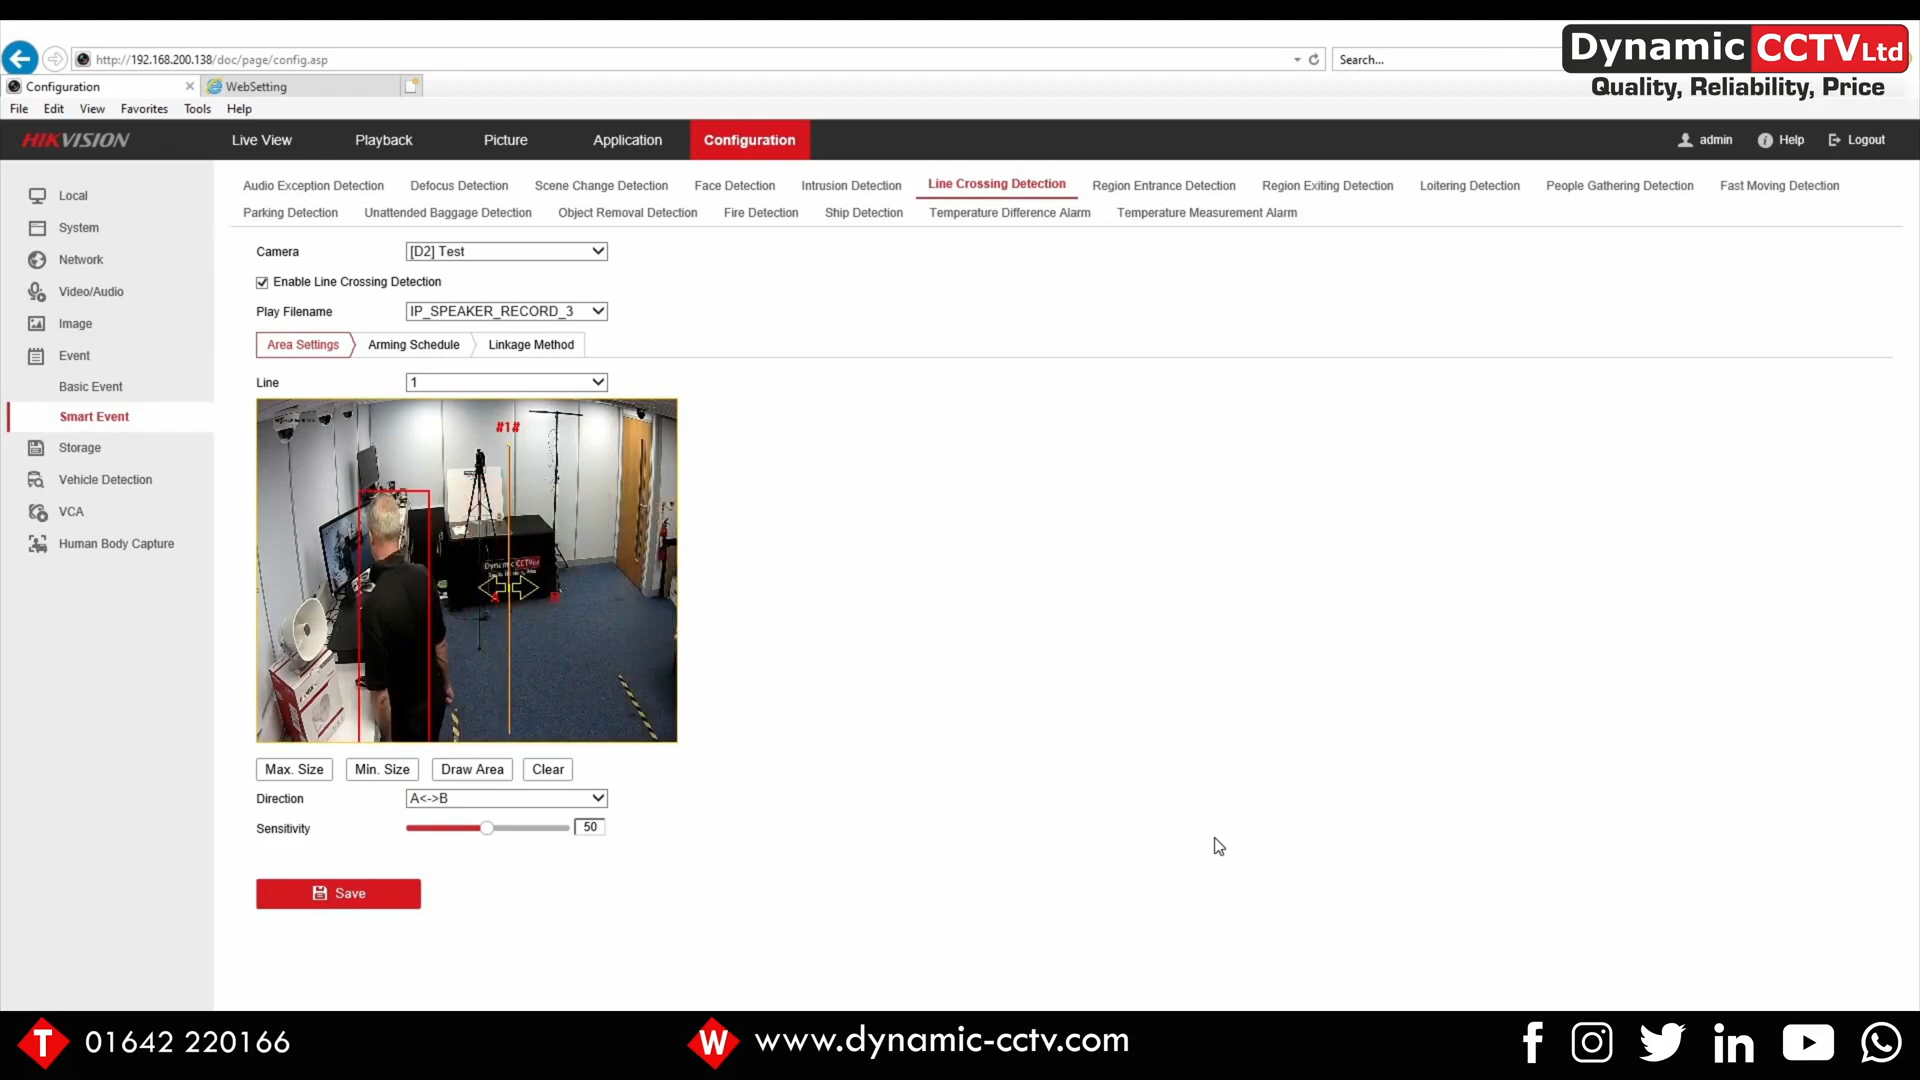 Dynamic CCTV Ltd
Quality, Reliability, Price
http://192.168.200.138/doc/page/config.asp
Search...
Configuration
WebSetting
File Edit View Favorites Tools Help
HIKVISION
Live View Playback Picture Application Configuration
admin Help Logout
Audio Exception Detection Defocus Detection Scene Change Detection Face Detection Intrusion Detection Line Crossing Detection Region Entrance Detection Region Exiting Detection Loitering Detection People Gathering Detection Fast Moving Detection
Parking Detection Unattended Baggage Detection Object Removal Detection Fire Detection Ship Detection Temperature Difference Alarm Temperature Measurement Alarm
Local
System
Network
Video/Audio
Image
Event
Basic Event
Smart Event
Storage
Vehicle Detection
VCA
Human Body Capture
Camera [D2] Test
Enable Line Crossing Detection
Play Filename IP_SPEAKER_RECORD_3
Area Settings Arming Schedule Linkage Method
Line 1
#1#
Dynamic CCTV
Max. Size Min. Size Draw Area Clear
Direction A<->B
Sensitivity 50
Save
T 01642 220166
W www.dynamic-cctv.com